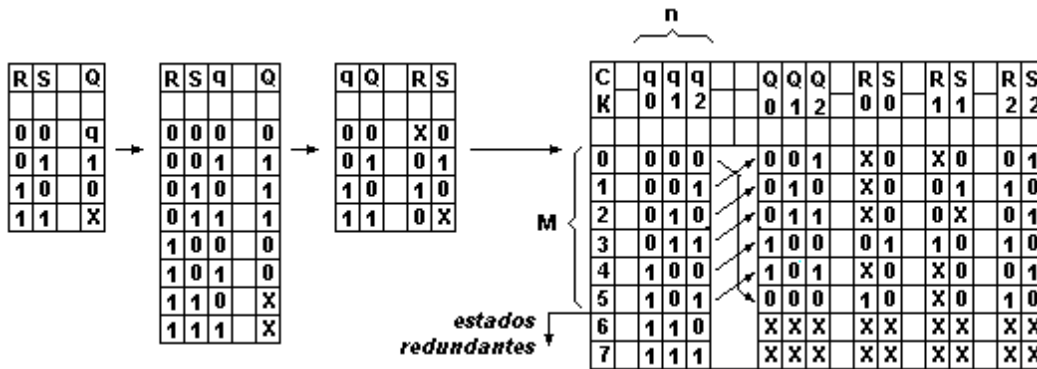 n
R S Q
0 0 q
0 1 1
1 0 0
1 1 X
R S q Q
0 0 0 0
0 0 1 1
0 1 0 1
0 1 1 1
1 0 0 0
1 0 1 0
1 1 0 X
1 1 1 X
q Q R S
0 0 X 0
0 1 0 1
1 0 1 0
1 1 0 X
C q q q Q Q Q R S R S R S
K 0 1 2 0 1 2 0 0 1 1 2 2
0 0 0 0 0 0 1 X 0 X 0 0 1
1 0 0 1 0 1 0 X 0 0 1 1 0
2 0 1 0 0 1 1 X 0 0 X 0 1
M
3 0 1 1 1 0 0 0 1 1 0 1 0
4 1 0 0 1 0 1 1 0 X 0 0 1
5 1 0 1 0 0 0 1 0 X 0 1 0
estados
redundantes
6 1 1 0 X X X X X X X X X
7 1 1 1 X X X X X X X X X